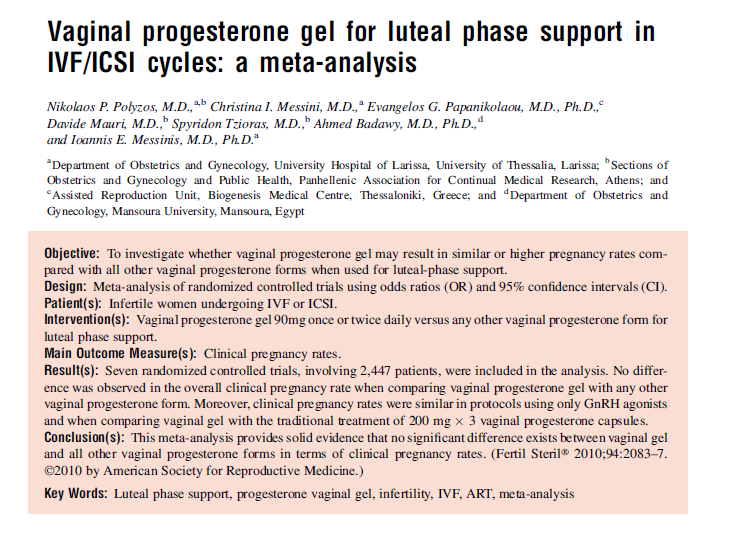 Vaginal progesterone gel for luteal phase support in
IVF/ICSI cycles: a meta-analysis
Nikolaos P. Polyzos, M.D.,a,b Christina I. Messini, M.D.,a Evangelos G. Papanikolaou, M.D., Ph.D.,c
Davide Mauri, M.D.,b Spyridon Tzioras, M.D.,b Ahmed Badawy, M.D., Ph.D.,d
and Ioannis E. Messinis, M.D., Ph.D.a
a Department of Obstetrics and Gynecology, University Hospital of Larissa, University of Thessalia, Larissa; b Sections of
Obstetrics and Gynecology and Public Health, Panhellenic Association for Continual Medical Research, Athens; and
c Assisted Reproduction Unit, Biogenesis Medical Centre, Thessaloniki, Greece; and d Department of Obstetrics and
Gynecology, Mansoura University, Mansoura, Egypt
Objective: To investigate whether vaginal progesterone gel may result in similar or higher pregnancy rates com-
pared with all other vaginal progesterone forms when used for luteal-phase support.
Design: Meta-analysis of randomized controlled trials using odds ratios (OR) and 95% confidence intervals (CI).
Patient(s): Infertile women undergoing IVF or ICSI.
Intervention(s): Vaginal progesterone gel 90mg once or twice daily versus any other vaginal progesterone form for
luteal phase support.
Main Outcome Measure(s): Clinical pregnancy rates.
Result(s): Seven randomized controlled trials, involving 2,447 patients, were included in the analysis. No differ-
ence was observed in the overall clinical pregnancy rate when comparing vaginal progesterone gel with any other
vaginal progesterone form. Moreover, clinical pregnancy rates were similar in protocols using only GnRH agonists
and when comparing vaginal gel with the traditional treatment of 200 mg × 3 vaginal progesterone capsules.
Conclusion(s): This meta-analysis provides solid evidence that no significant difference exists between vaginal gel
and all other vaginal progesterone forms in terms of clinical pregnancy rates. (Fertil Steril® 2010;94:2083–7.
©2010 by American Society for Reproductive Medicine.)
Key Words: Luteal phase support, progesterone vaginal gel, infertility, IVF, ART, meta-analysis